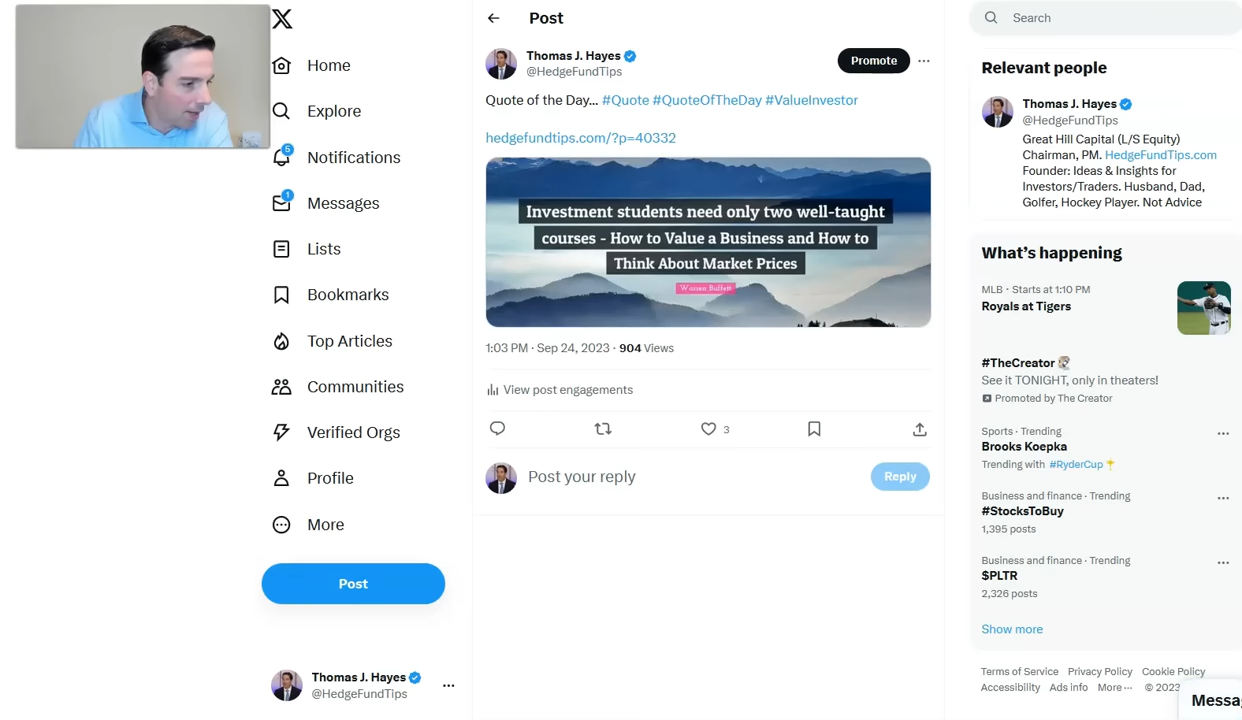 X
Home
Explore
5
Notifications
1
Messages
Lists
Bookmarks
Top Articles
Communities
Verified Orgs
Profile
More
Post
Thomas J. Hayes
@HedgeFundTips
Post
Thomas J. Hayes
@HedgeFundTips
Promote
Quote of the Day... #Quote #QuoteOfTheDay #ValueInvestor
hedgefundtips.com/?p=40332
Investment students need only two well-taught
courses - How to Value a Business and How to
Think About Market Prices
Warren Buffett
1:03 PM · Sep 24, 2023 · 904 Views
View post engagements
3
Post your reply
Reply
Search
Relevant people
Thomas J. Hayes
@HedgeFundTips
Great Hill Capital (L/S Equity)
Chairman, PM. HedgeFundTips.com
Founder: Ideas & Insights for
Investors/Traders. Husband, Dad,
Golfer, Hockey Player. Not Advice
What's happening
MLB · Starts at 1:10 PM
Royals at Tigers
#TheCreator
See it TONIGHT, only in theaters!
Promoted by The Creator
Sports · Trending
Brooks Koepka
Trending with #RyderCup
Business and finance · Trending
#StocksToBuy
1,395 posts
Business and finance · Trending
$PLTR
2,326 posts
Show more
Terms of Service Privacy Policy Cookie Policy
Accessibility Ads info More ··· © 2023
Messa